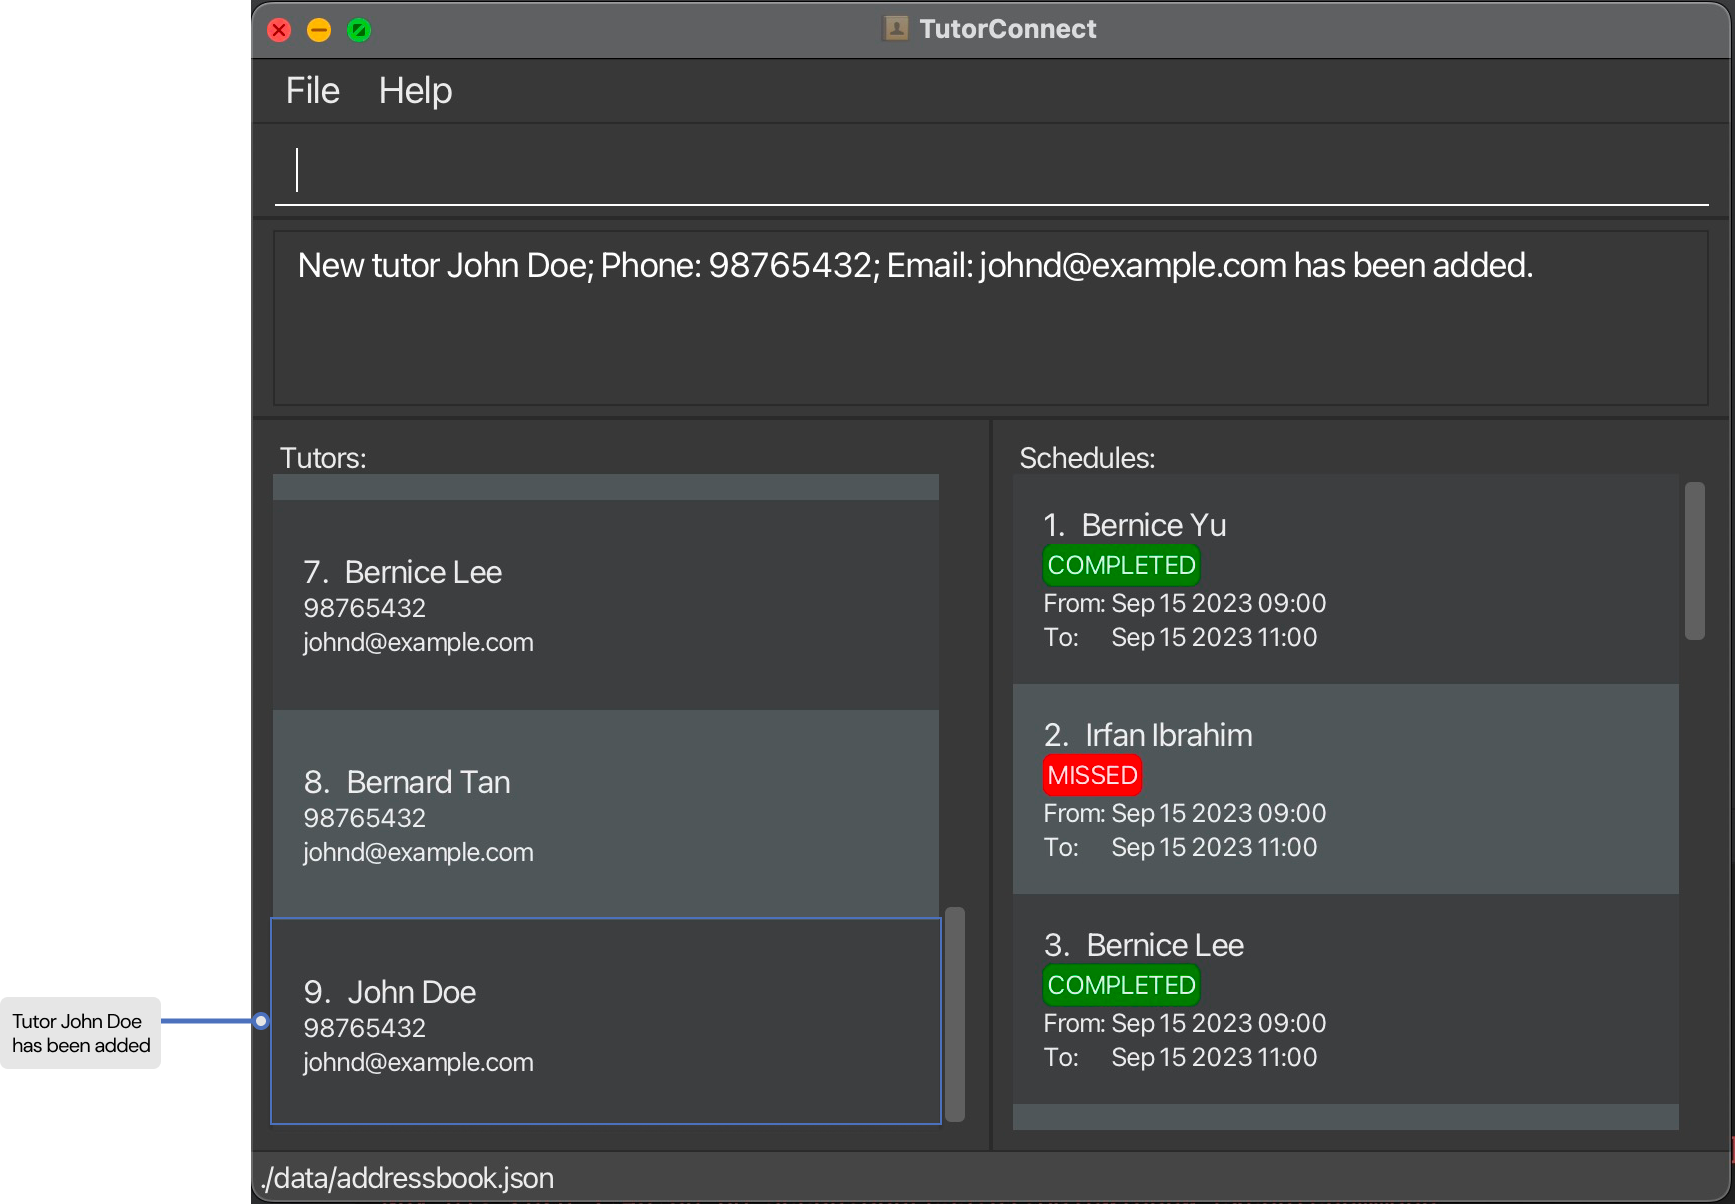 TutorConnect
File Help
New tutor John Doe; Phone: 98765432; Email: johnd@example.com has been added.
Tutors:
7. Bernice Lee
98765432
johnd@example.com
8. Bernard Tan
98765432
johnd@example.com
9. John Doe
98765432
johnd@example.com
Tutor John Doe
has been added
Schedules:
1. Bernice Yu
COMPLETED
From: Sep 15 2023 09:00
To: Sep 15 2023 11:00
2. Irfan Ibrahim
MISSED
From: Sep 15 2023 09:00
To: Sep 15 2023 11:00
3. Bernice Lee
COMPLETED
From: Sep 15 2023 09:00
To: Sep 15 2023 11:00
./data/addressbook.json